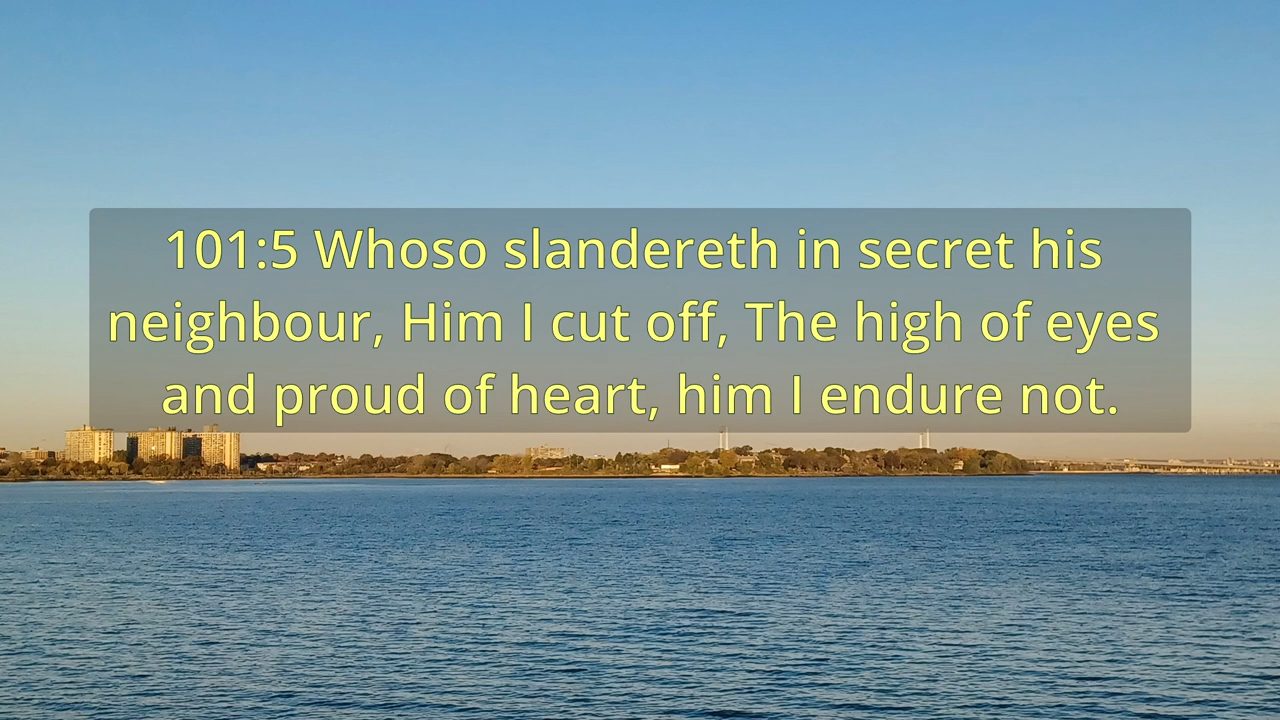 101:5 Whoso slandereth in secret his
neighbour, Him I cut off, The high of eyes
and proud of heart, him I endure not.